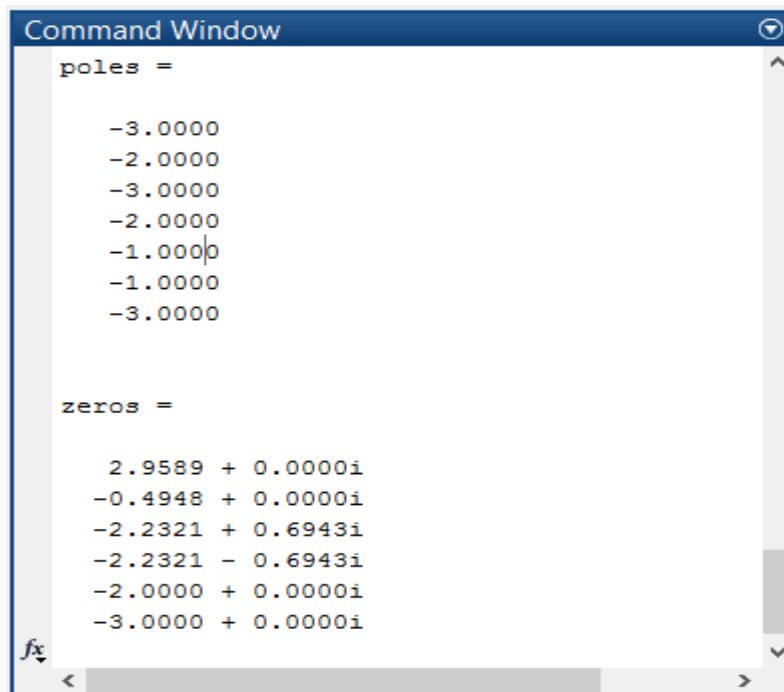 Command Window
poles =
-3.0000
-2.0000
-3.0000
-2.0000
-1.0000
-1.0000
-3.0000
zeros =
2.9589 + 0.0000i
-0.4948 + 0.0000i
-2.2321 + 0.6943i
-2.2321 - 0.6943i
-2.0000 + 0.0000i
-3.0000 + 0.0000i
fx